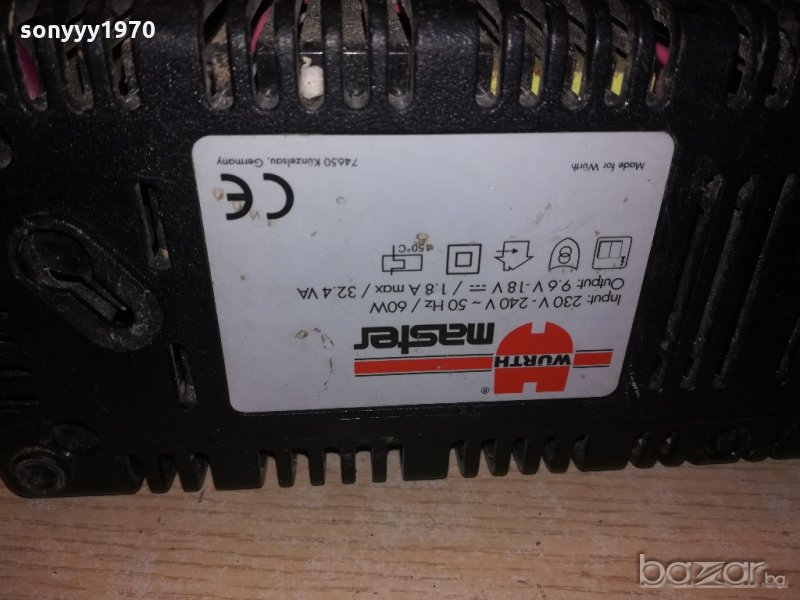 sonyyy1970
WÜRTH
®
master
Input: 230 V - 240 V ~ 50 Hz / 60W
Output: 9.6 V -18 V ⎓ / 1.8 A max / 32.4 VA
150°C
CE
Made for Würth
74650 Künzelsau, Germany
bazar.bg